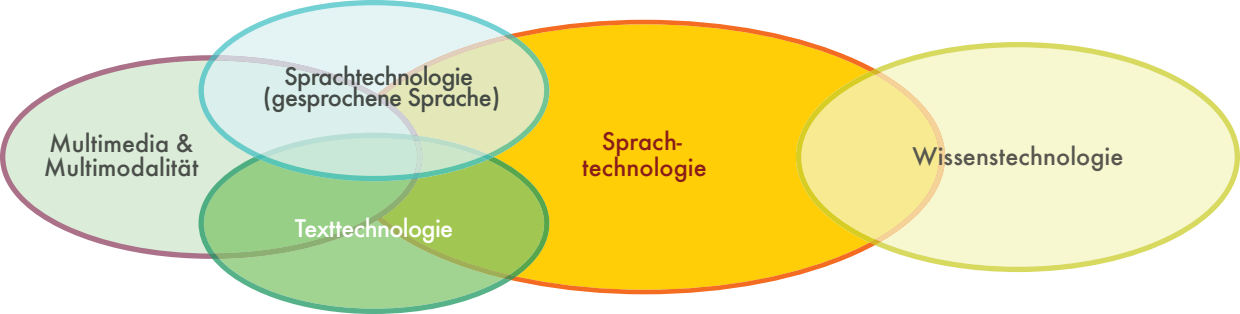 Sprachtechnologie
(gesprochene Sprache)
Multimedia &
Multimodalität
Sprach-
technologie
Wissenstechnologie
Texttechnologie